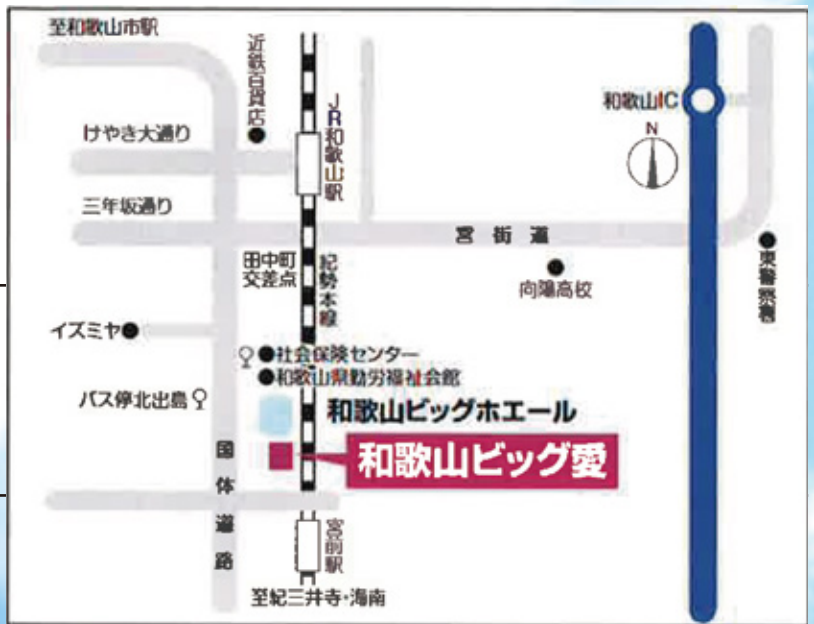 至和歌山市駅
近鉄百貨店
けやき大通り
JR和歌山駅
和歌山IC
N
三年坂通り
宮街道
田中町
交差点
紀勢本線
向陽高校
東警察署
イズミヤ
社会保険センター
和歌山県勤労福祉会館
バス停北出島
和歌山ビッグホエール
和歌山ビッグ愛
国体道路
宮前駅
至紀三井寺・海南